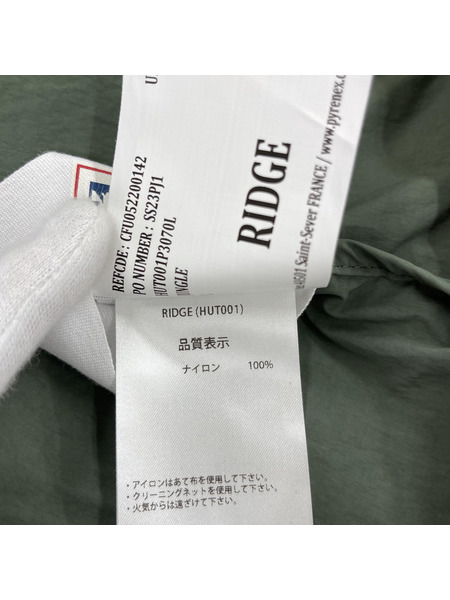 REFCDE: CFU0052200142
PO NUMBER : SS23PJ1
HUT001P3070L
RIDGE
Saint-Sever FRANCE / www.pyrenex.c
RIDGE (HUT001)
品質表示
ナイロン 100%
・アイロンはあて布を使用して下さい。
・クリーニングネットを使用して下さい。
・火気からは遠ざけて下さい。